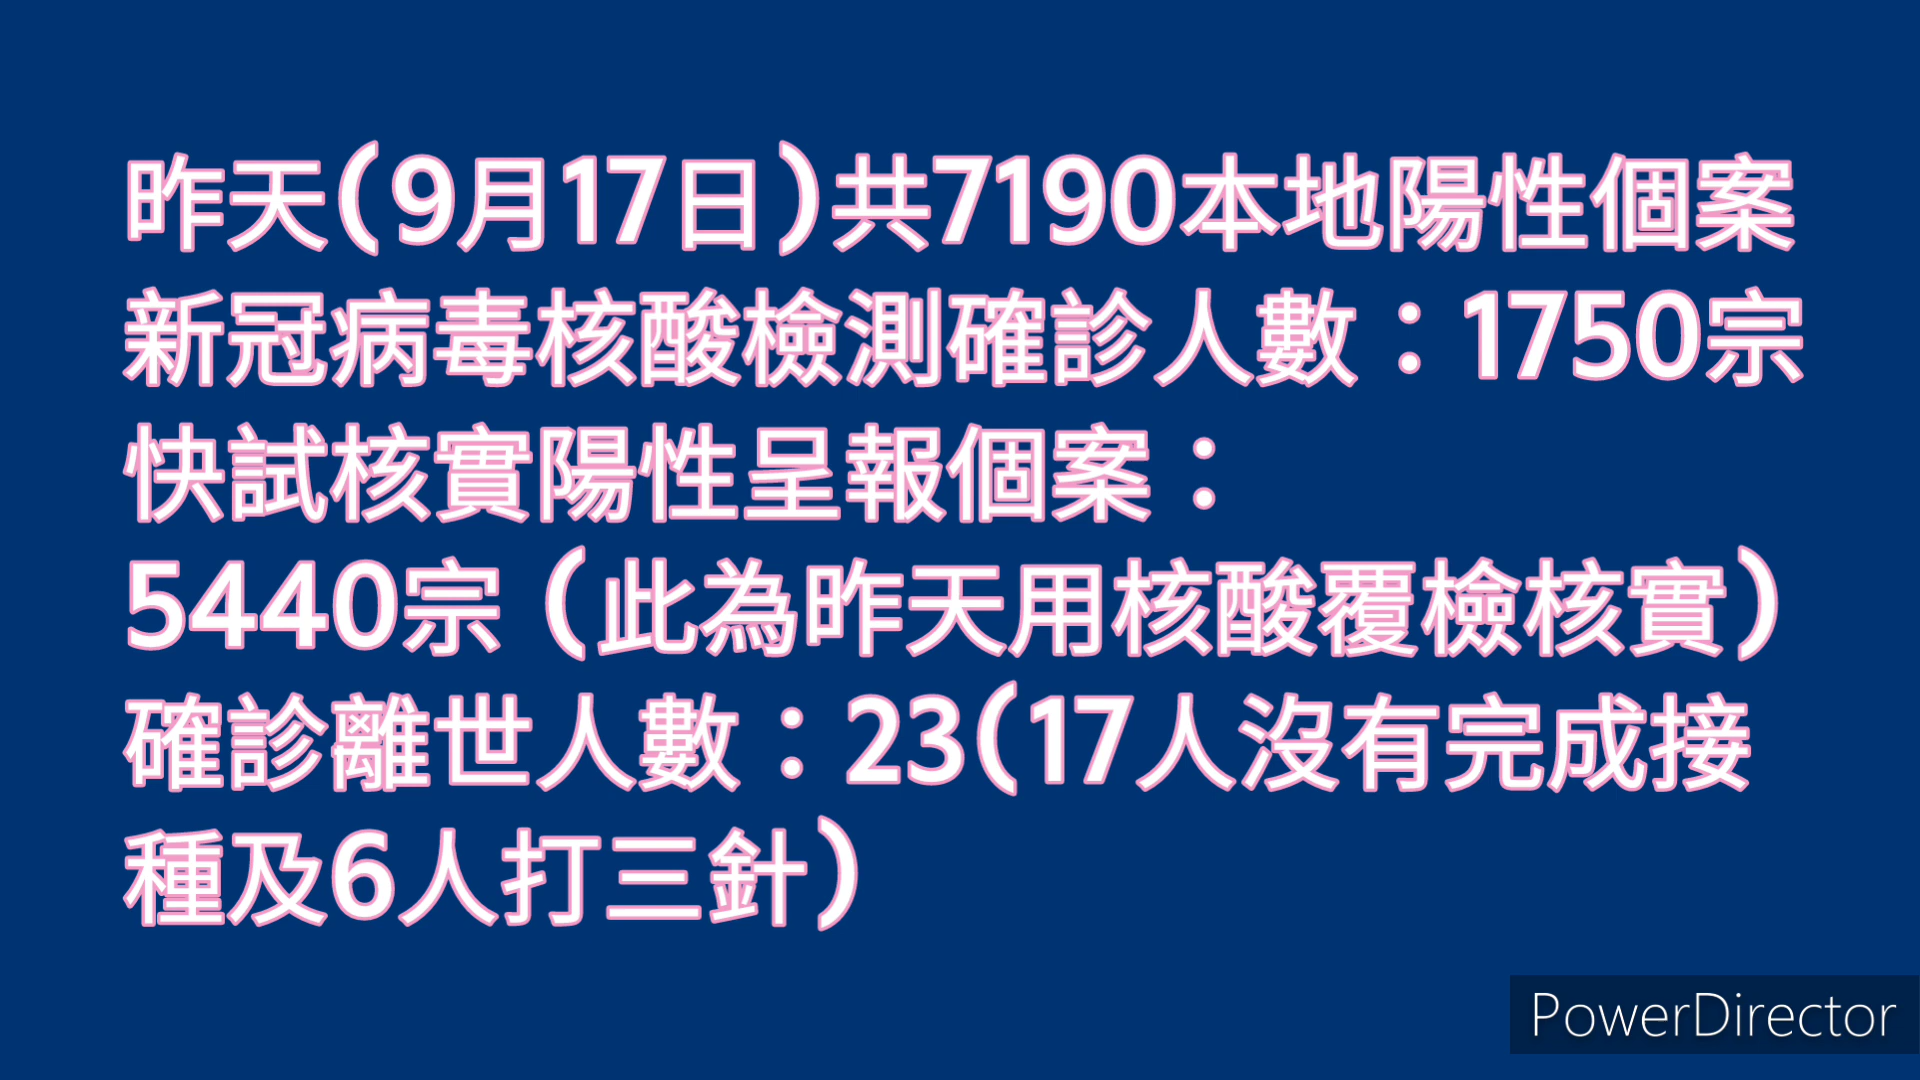 昨天(9月17日)共7190本地陽性個案
新冠病毒核酸檢測確診人數：1750宗
快試核實陽性呈報個案：
5440宗（此為昨天用核酸覆檢核實）
確診離世人數：23(17人沒有完成接
種及6人打三針）
PowerDirector